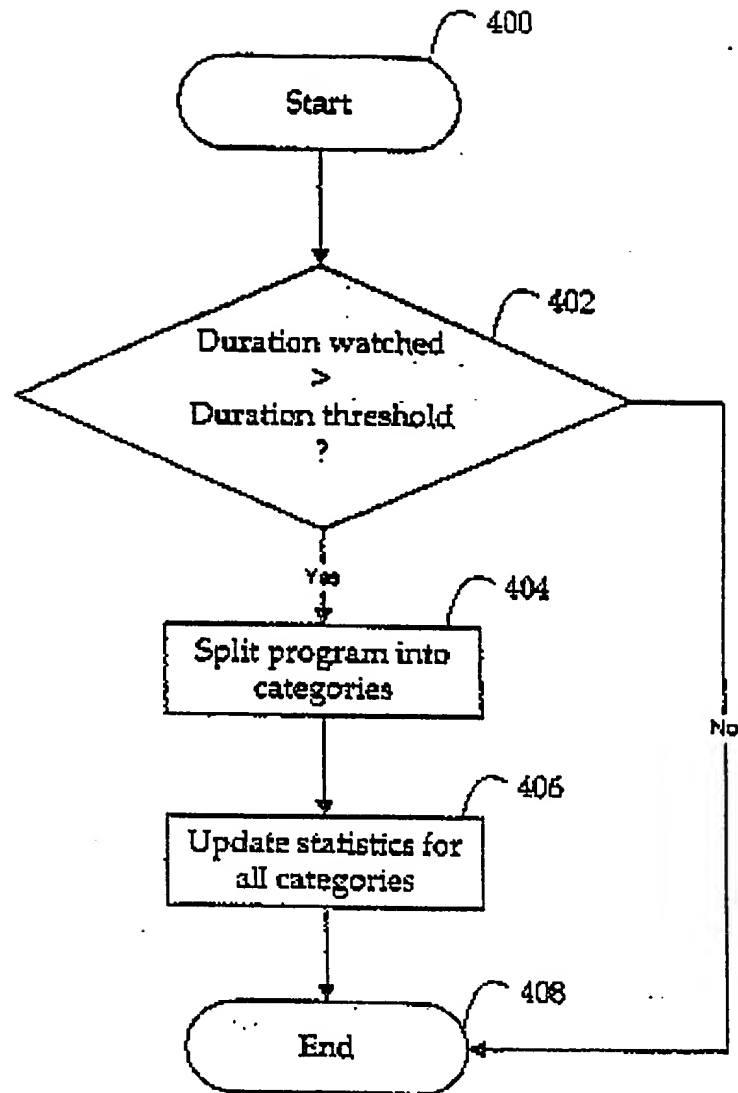 400
Start
402
Duration watched
>
Duration threshold
?
Yes
404
Split program into
categories
No
406
Update statistics for
all categories
408
End